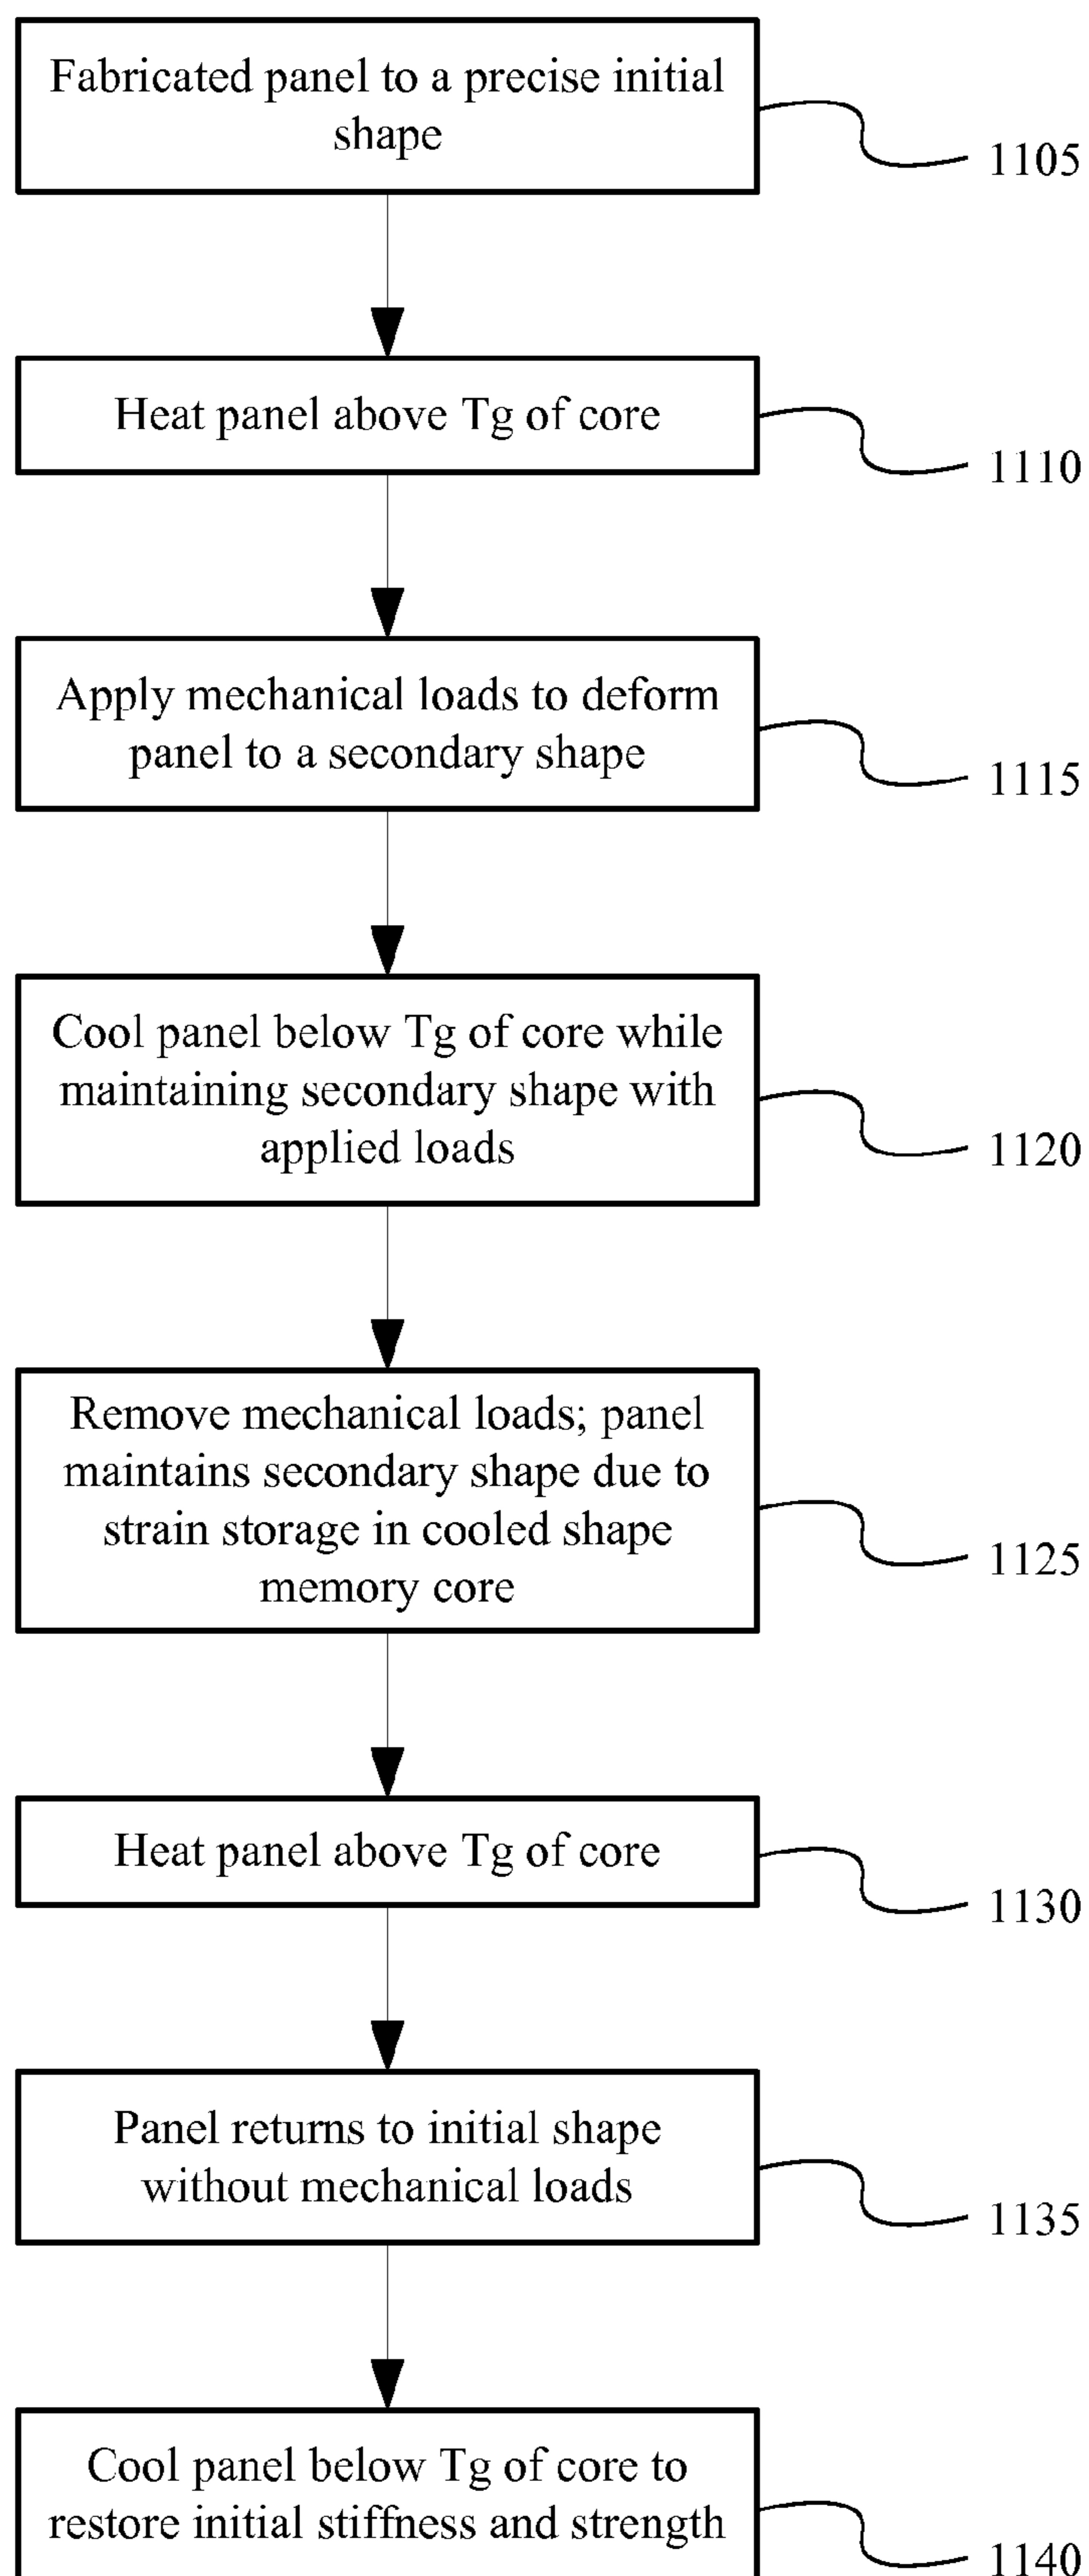 Fabricated panel to a precise initial
shape
1105
Heat panel above Tg of core
1110
Apply mechanical loads to deform
panel to a secondary shape
1115
Cool panel below Tg of core while
maintaining secondary shape with
applied loads
1120
Remove mechanical loads; panel
maintains secondary shape due to
strain storage in cooled shape
memory core
1125
Heat panel above Tg of core
1130
Panel returns to initial shape
without mechanical loads
1135
Cool panel below Tg of core to
restore initial stiffness and strength
1140